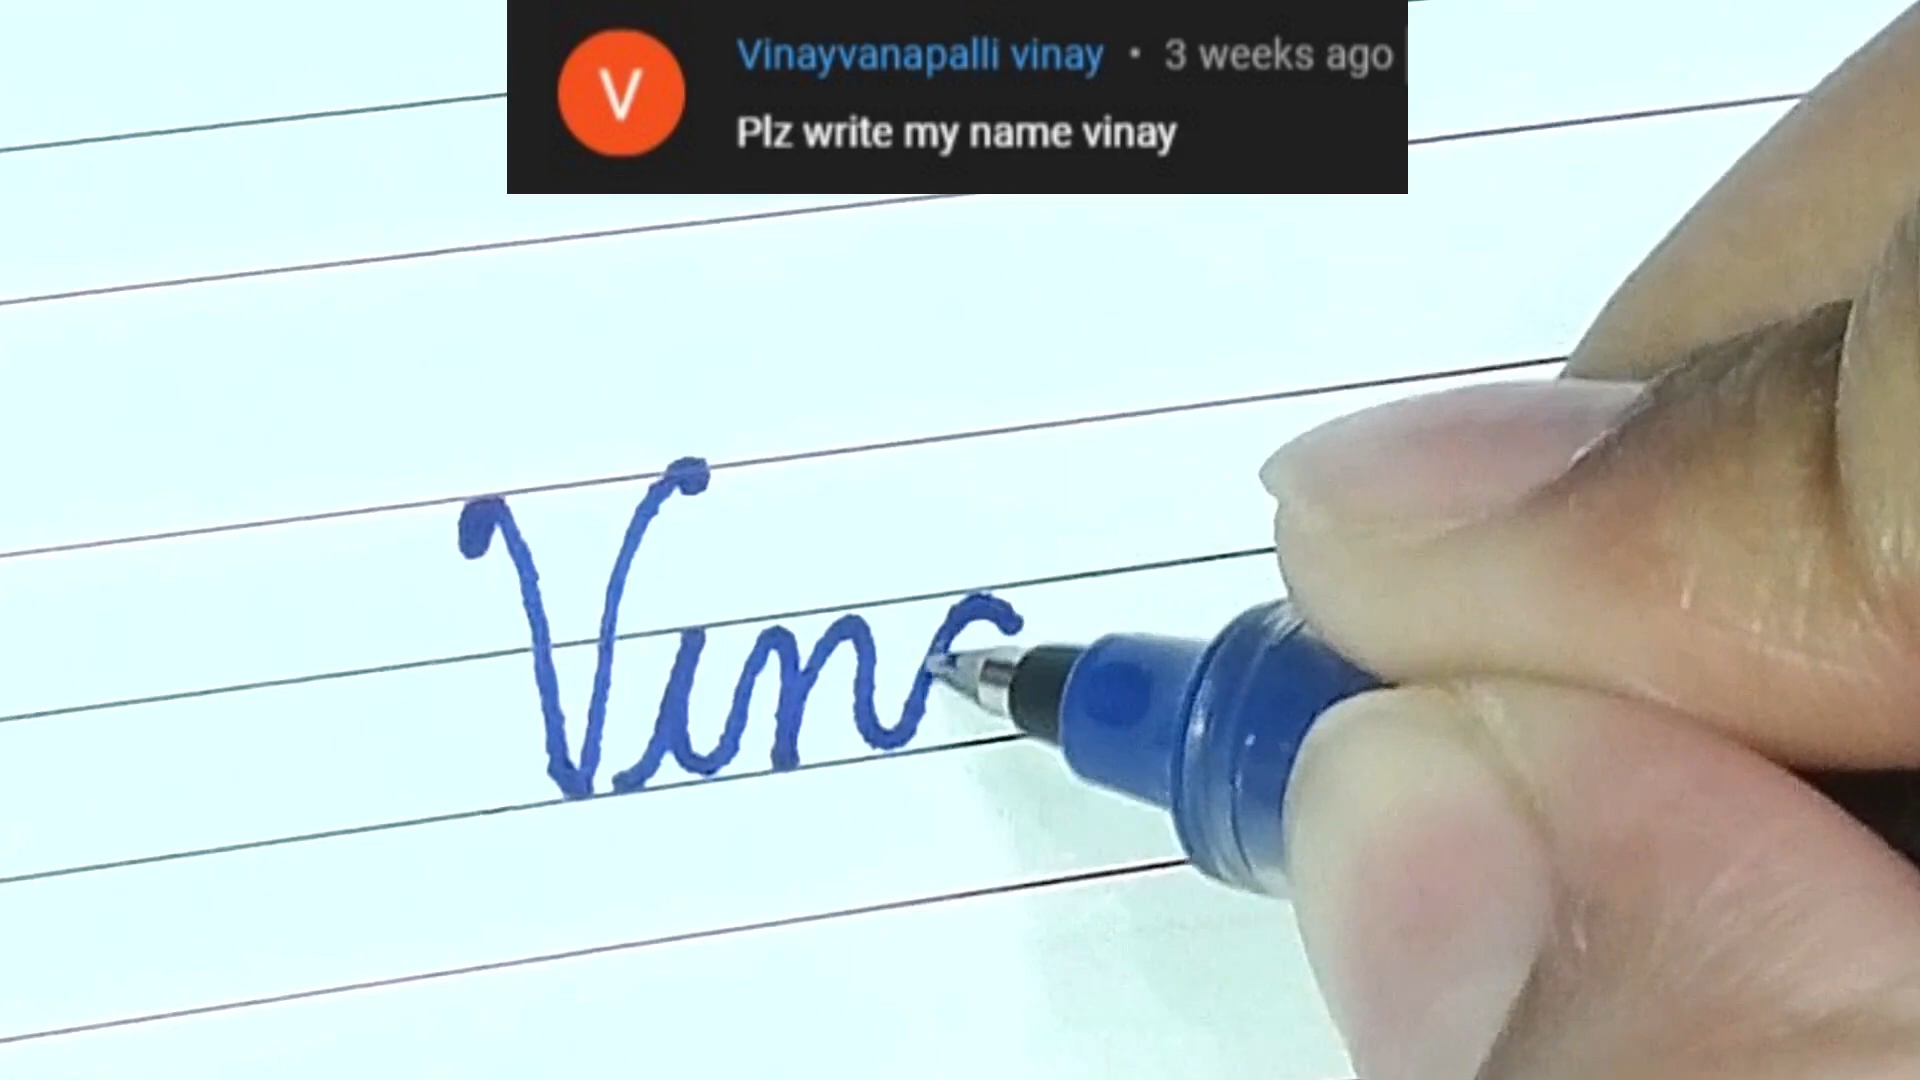 V
Vinayvanapalli vinay • 3 weeks ago
Plz write my name vinay
Vin